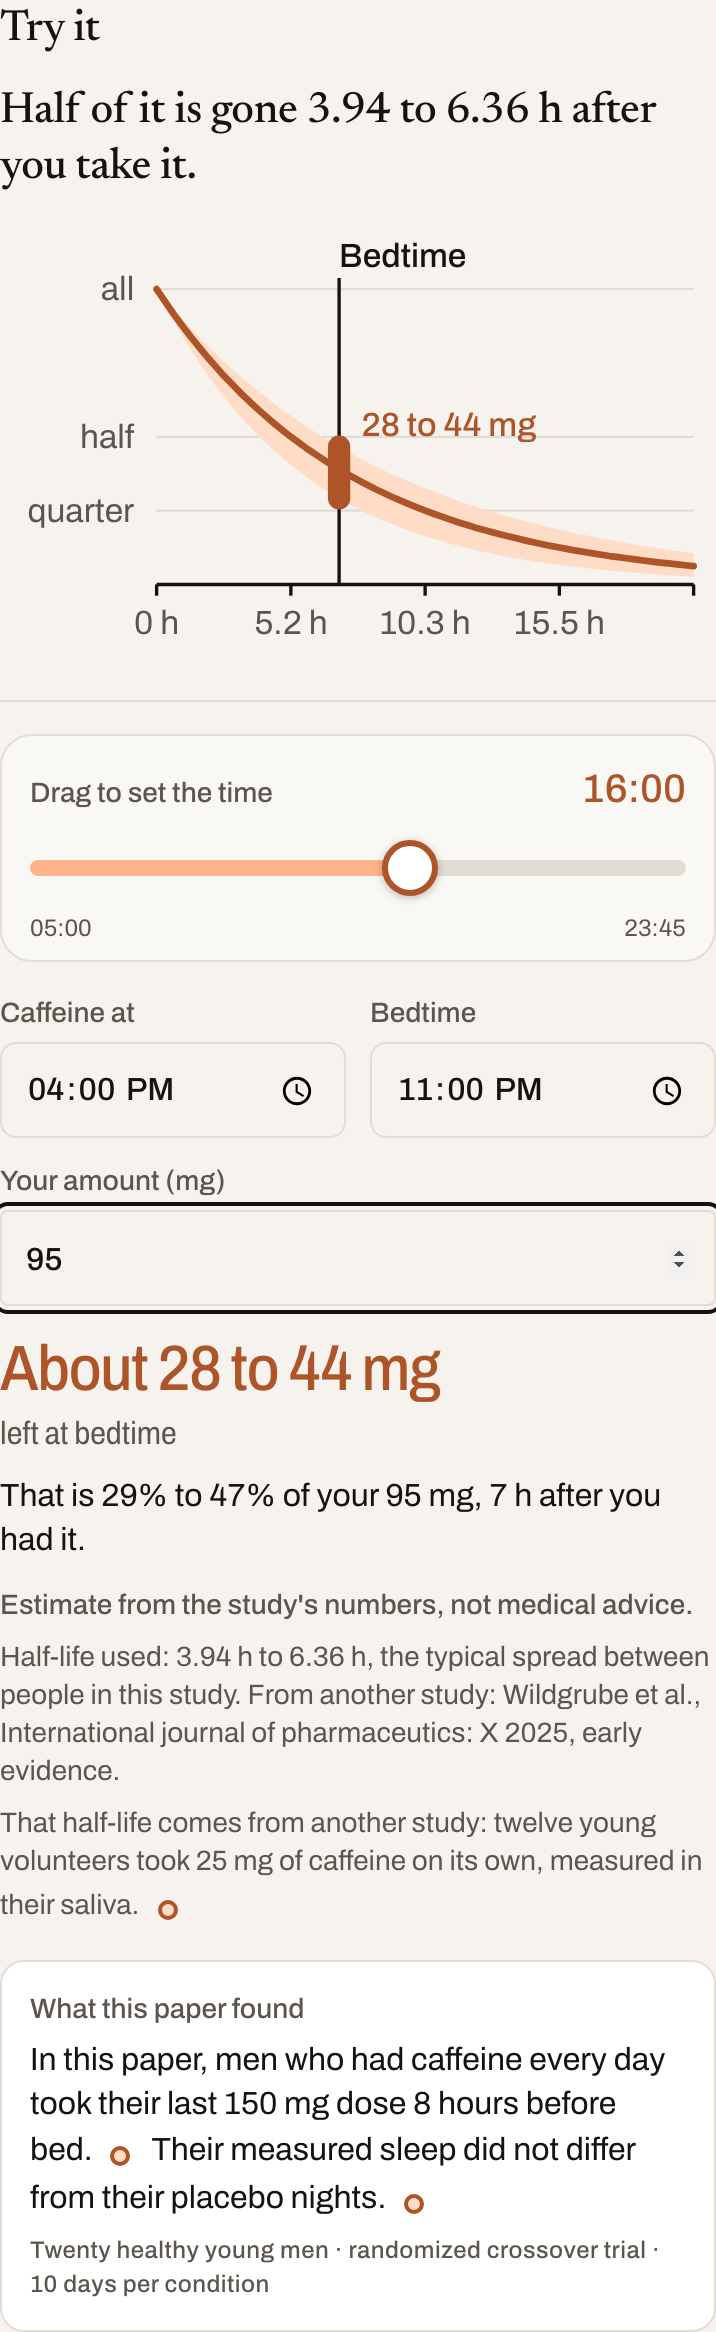 Try it
Half of it is gone 3.94 to 6.36 h after
you take it.
Bedtime
all
half
28 to 44 mg
quarter
0 h 5.2 h 10.3 h 15.5 h
Drag to set the time 16:00
05:00 23:45
Caffeine at Bedtime
04:00 PM 11:00 PM
Your amount (mg)
95
About 28 to 44 mg
left at bedtime
That is 29% to 47% of your 95 mg, 7 h after you
had it.
Estimate from the study's numbers, not medical advice.
Half-life used: 3.94 h to 6.36 h, the typical spread between
people in this study. From another study: Wildgrube et al.,
International journal of pharmaceutics: X 2025, early
evidence.
That half-life comes from another study: twelve young
volunteers took 25 mg of caffeine on its own, measured in
their saliva.
What this paper found
In this paper, men who had caffeine every day
took their last 150 mg dose 8 hours before
bed. Their measured sleep did not differ
from their placebo nights.
Twenty healthy young men · randomized crossover trial ·
10 days per condition